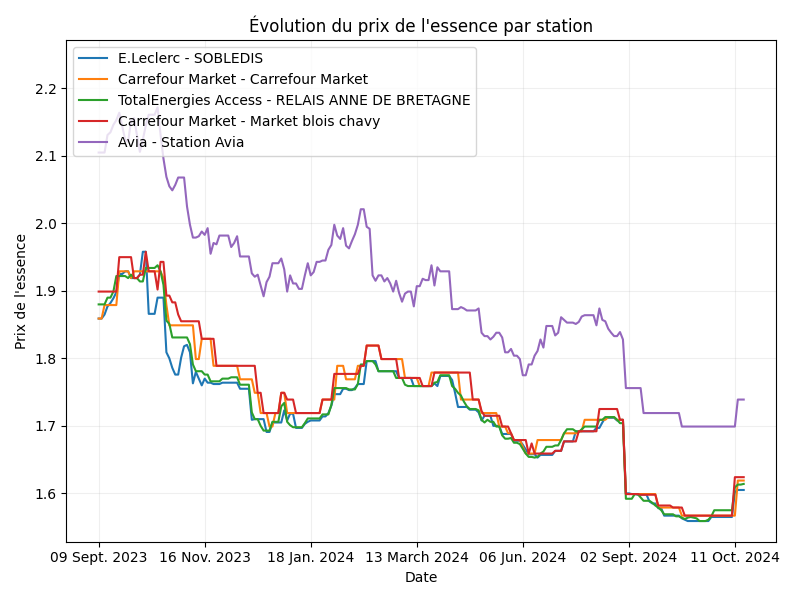 Évolution du prix de l'essence par station
E.Leclerc - SOBLEDIS
Carrefour Market - Carrefour Market
TotalEnergies Access - RELAIS ANNE DE BRETAGNE
Carrefour Market - Market blois chavy
Avia - Station Avia
Prix de l'essence
2.2
2.1
2.0
1.9
1.8
1.7
1.6
09 Sept. 2023 16 Nov. 2023 18 Jan. 2024 13 March 2024 06 Jun. 2024 02 Sept. 2024 11 Oct. 2024
Date